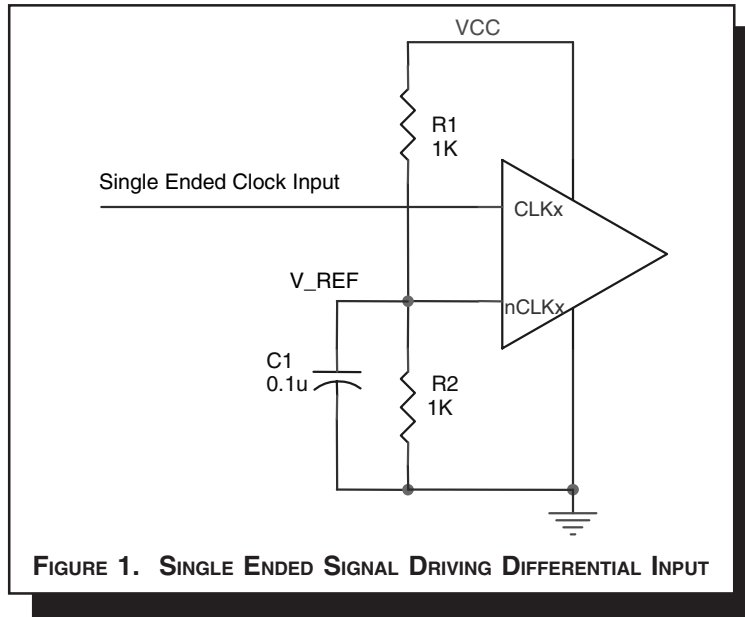 VCC
R1
1K
Single Ended Clock Input
CLKx
V_REF
nCLKx
C1
0.1u
R2
1K
FIGURE 1. SINGLE ENDED SIGNAL DRIVING DIFFERENTIAL INPUT